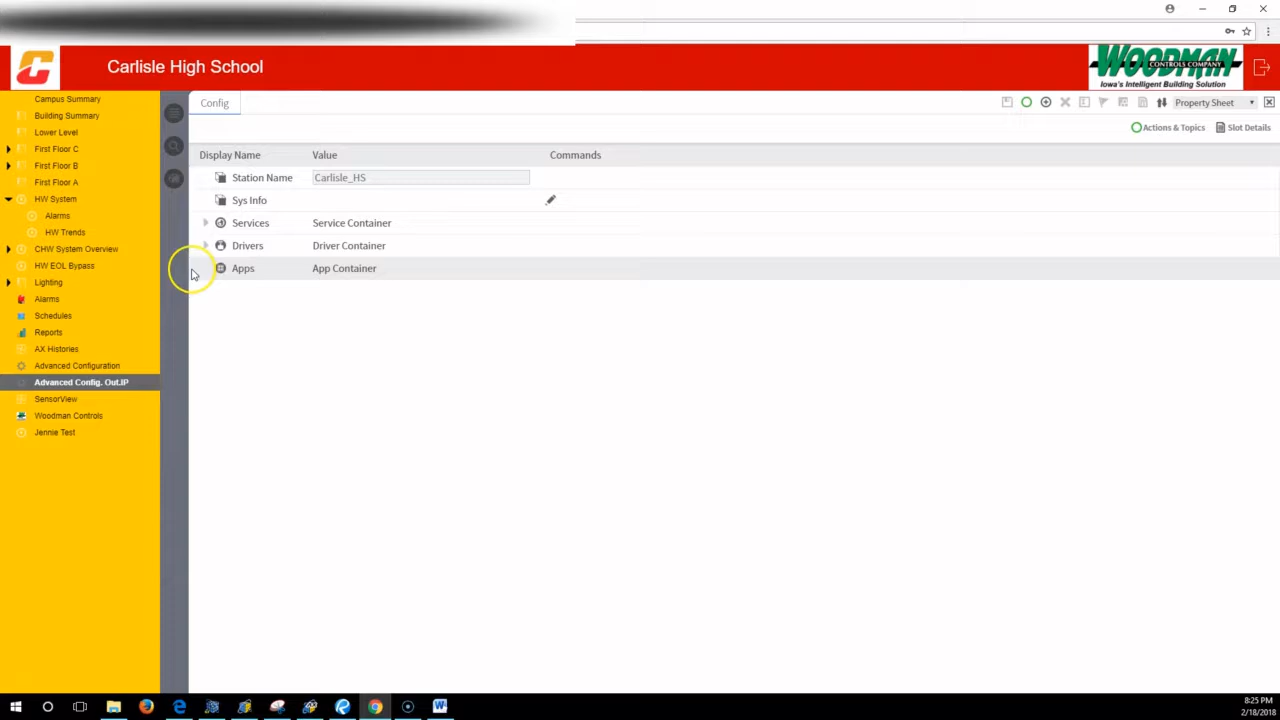 Carlisle High School
WOODMAN
CONTROLS COMPANY
Iowa's Intelligent Building Solution
Campus Summary
Building Summary
Lower Level
First Floor C
First Floor B
First Floor A
HW System
Alarms
HW Trends
CHW System Overview
HW EOL Bypass
Lighting
Alarms
Schedules
Reports
AX Histories
Advanced Configuration
Advanced Config. Out.IP
SensorView
Woodman Controls
Jennie Test
Config
Property Sheet
Actions & Topics Slot Details
Display Name Value Commands
Station Name Carlisle_HS
Sys Info
Services Service Container
Drivers Driver Container
Apps App Container
8:25 PM
2/18/2018